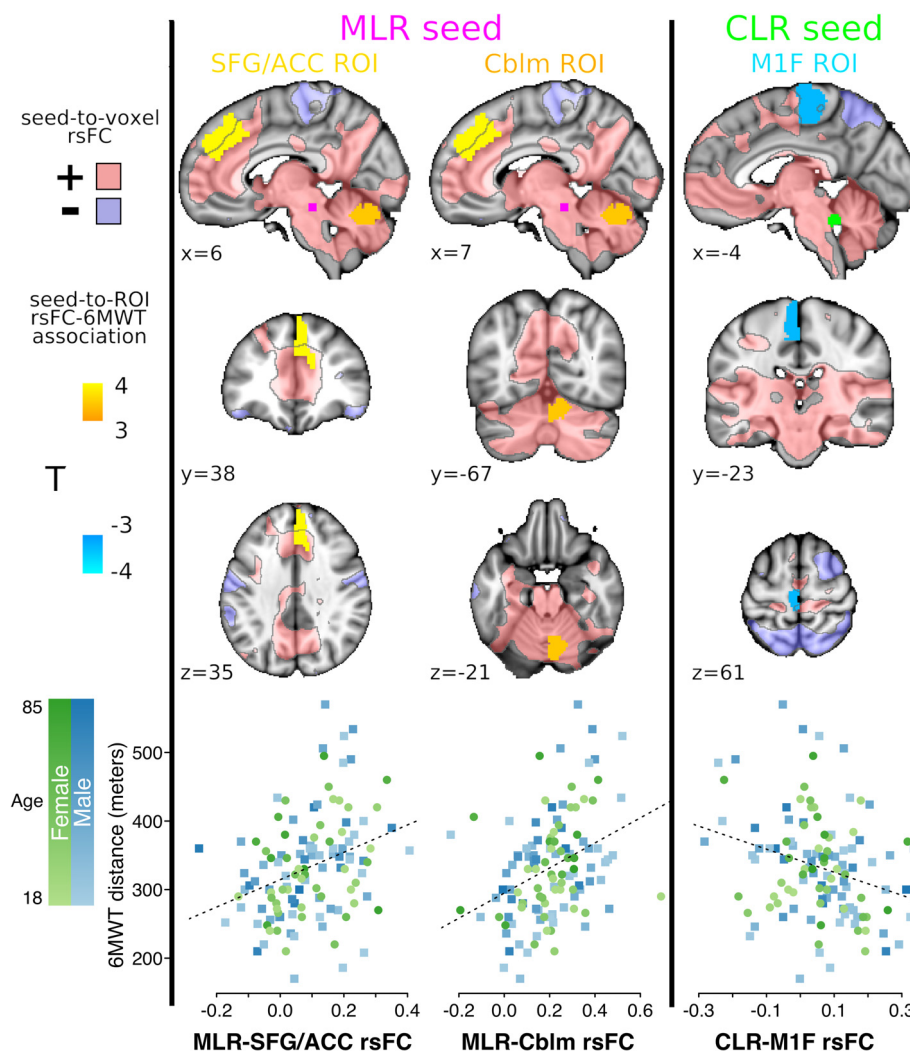 MLR seed
CLR seed
SFG/ACC ROI
Cblm ROI
M1F ROI
seed-to-voxel
rsFC
+
-
x=6
x=7
x=-4
seed-to-ROI
rsFC-6MWT
association
4
3
T
-3
-4
y=38
y=-67
y=-23
z=35
z=-21
z=61
85
Age
18
Female
Male
6MWT distance (meters)
500
400
300
200
-0.2 0.0 0.2 0.4
-0.2 0.0 0.2 0.4 0.6
-0.3 -0.1 0.1 0.3
MLR-SFG/ACC rsFC
MLR-Cblm rsFC
CLR-M1F rsFC